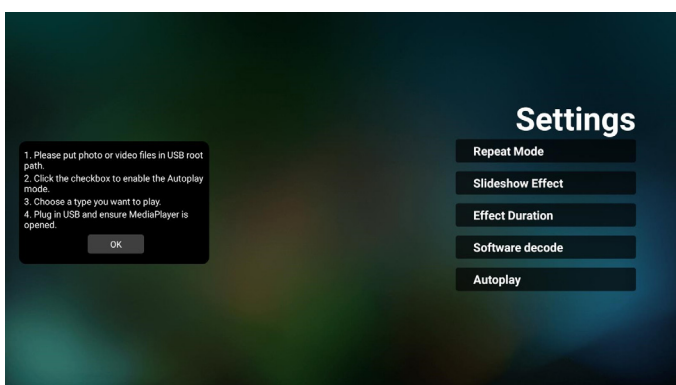 Settings
1. Please put photo or video files in USB root
path.
2. Click the checkbox to enable the Autoplay
mode.
3. Choose a type you want to play.
4. Plug in USB and ensure MediaPlayer is
opened.
OK
Repeat Mode
Slideshow Effect
Effect Duration
Software decode
Autoplay